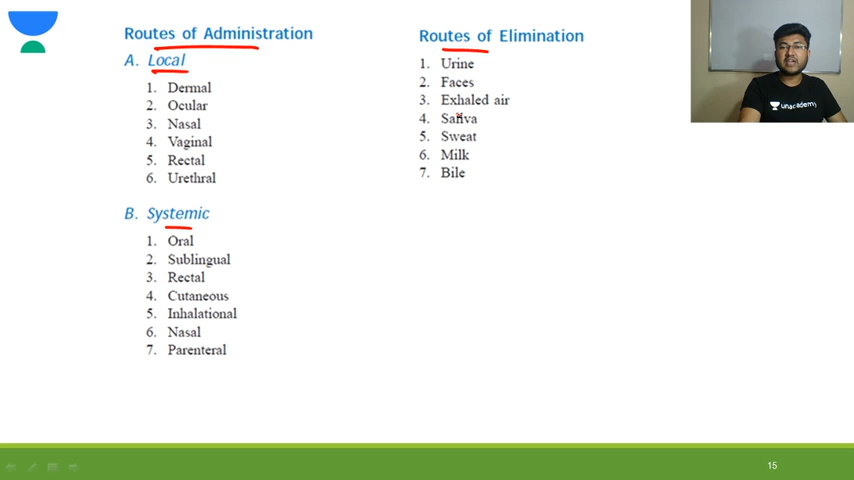 Routes of Administration
A. Local
1. Dermal
2. Ocular
3. Nasal
4. Vaginal
5. Rectal
6. Urethral
B. Systemic
1. Oral
2. Sublingual
3. Rectal
4. Cutaneous
5. Inhalational
6. Nasal
7. Parenteral
Routes of Elimination
1. Urine
2. Faces
3. Exhaled air
4. Saliva
5. Sweat
6. Milk
7. Bile
unacademy
15